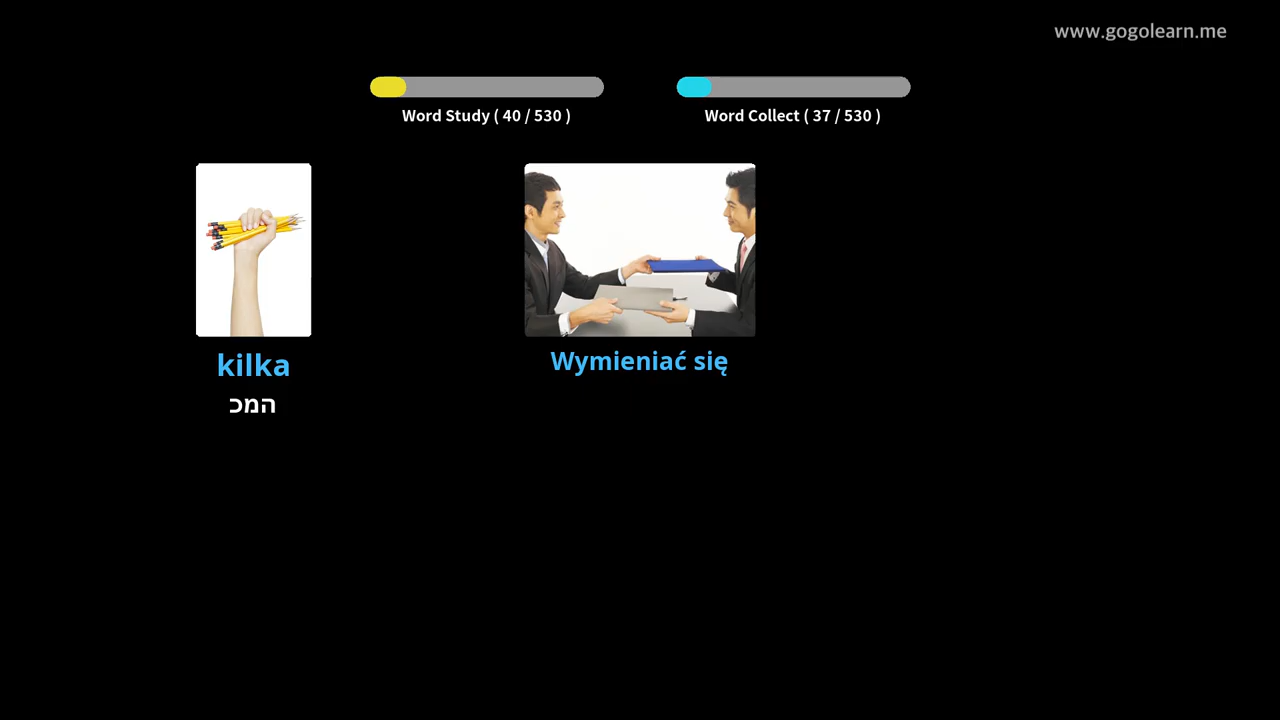 www.gogolearn.me
Word Study ( 40 / 530 )
Word Collect ( 37 / 530 )
kilka
המכ
Wymieniać się